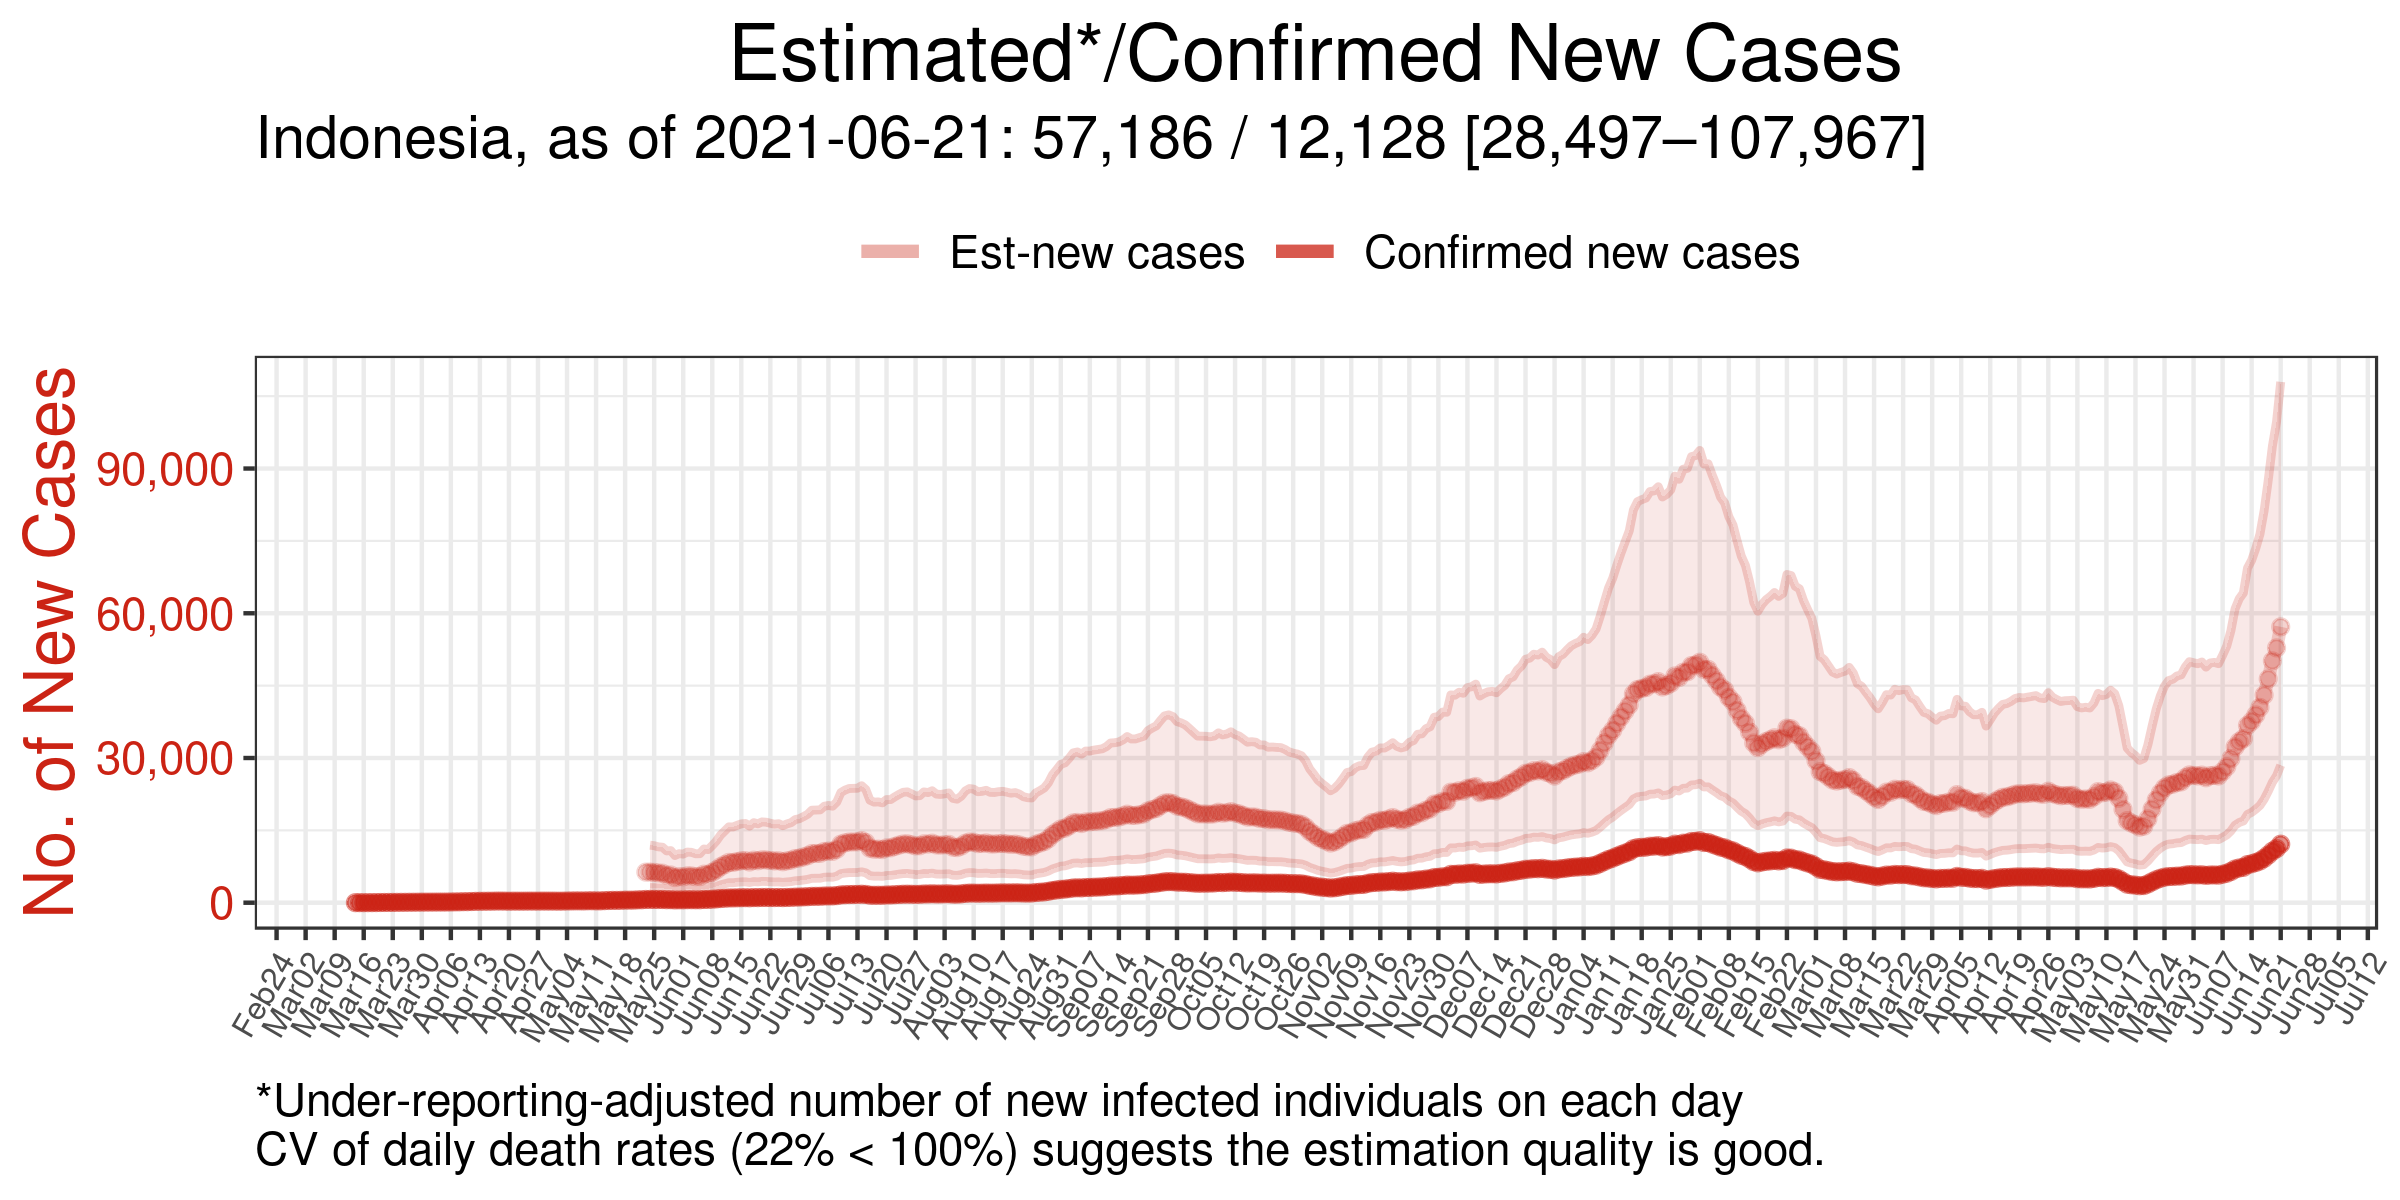 Estimated*/Confirmed New Cases
Indonesia, as of 2021-06-21: 57,186 / 12,128 [28,497–107,967]
Est-new cases Confirmed new cases
No. of New Cases
90,000
60,000
30,000
0
Feb24 Mar02 Mar09 Mar16 Mar23 Mar30 Apr06 Apr13 Apr20 Apr27 May04 May11 May18 May25 Jun01 Jun08 Jun15 Jun22 Jun29 Jul06 Jul13 Jul20 Jul27 Aug03 Aug10 Aug17 Aug24 Aug31 Sep07 Sep14 Sep21 Sep28 Oct05 Oct12 Oct19 Oct26 Nov02 Nov09 Nov16 Nov23 Nov30 Dec07 Dec14 Dec21 Dec28 Jan04 Jan11 Jan18 Jan25 Feb01 Feb08 Feb15 Feb22 Mar01 Mar08 Mar15 Mar22 Mar29 Apr05 Apr12 Apr19 Apr26 May03 May10 May17 May24 May31 Jun07 Jun14 Jun21 Jun28 Jul05 Jul12
*Under-reporting-adjusted number of new infected individuals on each day
CV of daily death rates (22% < 100%) suggests the estimation quality is good.